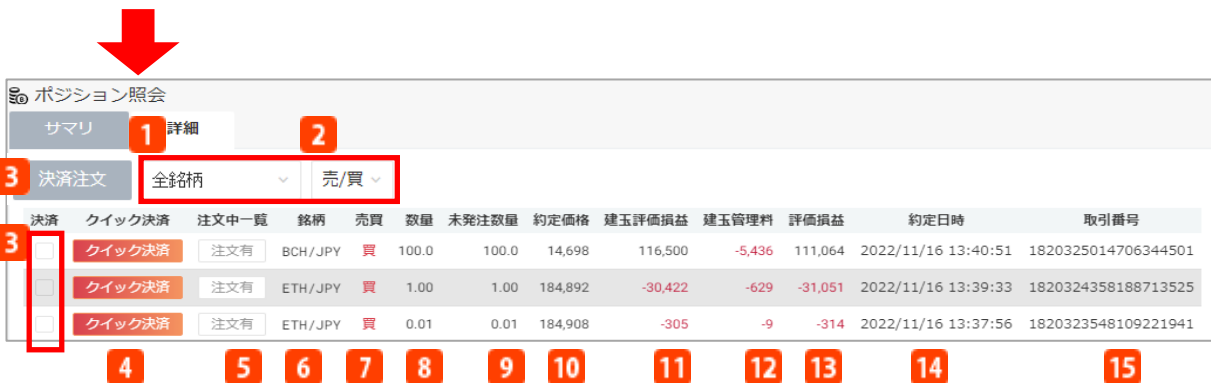 ポジション照会
サマリ 1 詳細 2
3 決済注文 全銘柄 売/買
決済 クイック決済 注文中一覧 銘柄 売買 数量 未発注数量 約定価格 建玉評価損益 建玉管理料 評価損益 約定日時 取引番号
3 クイック決済 注文有 BCH/JPY 買 100.0 100.0 14,698 116,500 -5,436 111,064 2022/11/16 13:40:51 1820325014706344501
クイック決済 注文有 ETH/JPY 買 1.00 1.00 184,892 -30,422 -629 -31,051 2022/11/16 13:39:33 1820324358188713525
クイック決済 注文有 ETH/JPY 買 0.01 0.01 184,908 -305 -9 -314 2022/11/16 13:37:56 1820323548109221941
4 5 6 7 8 9 10 11 12 13 14 15